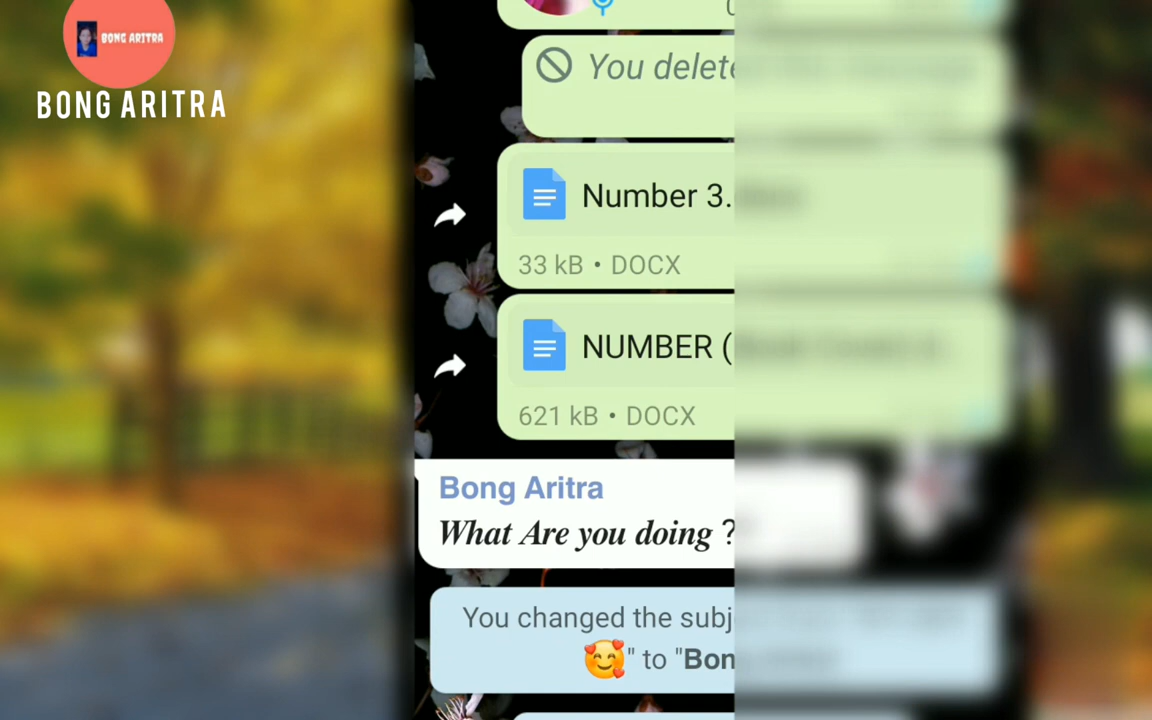 BONG ARITRA
BONG ARITRA
You delete
Number 3.
33 kB • DOCX
NUMBER (
621 kB • DOCX
Bong Aritra
What Are you doing ?
You changed the subj
🥰" to "Bon